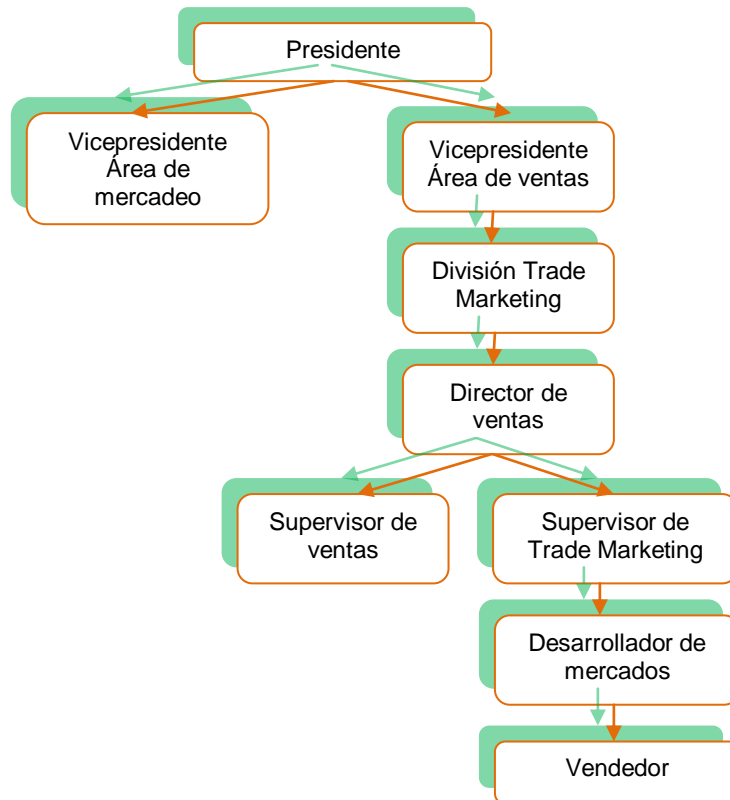 Presidente
Vicepresidente
Área de
mercadeo
Vicepresidente
Área de ventas
División Trade
Marketing
Director de
ventas
Supervisor de
ventas
Supervisor de
Trade Marketing
Desarrollador de
mercados
Vendedor